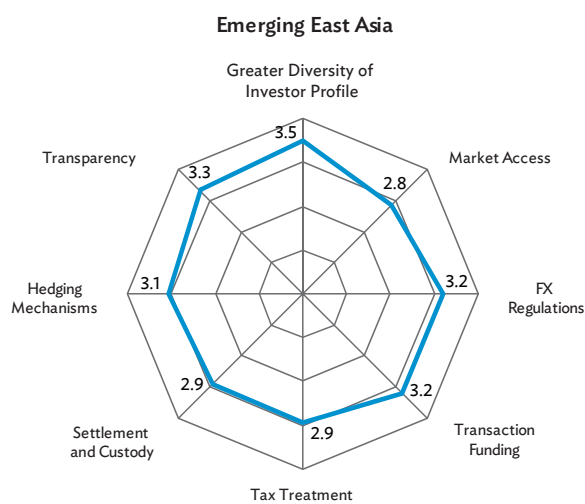 Emerging East Asia
Greater Diversity of
Investor Profile
3.5
Transparency
3.3
2.8
Market Access
Hedging
Mechanisms
3.1
3.2
FX
Regulations
2.9
3.2
Settlement
and Custody
2.9
Transaction
Funding
Tax Treatment